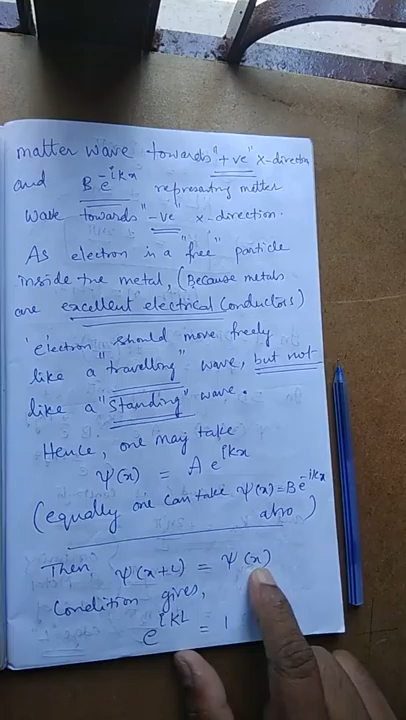 matter wave towards "+ve" x-direction
and Be^{-ikx} representing matter
wave towards "-ve" x-direction.
As electron is a "free" particle
inside the metal, (Because metals
are excellent electrical conductors)
electron should move freely
like a "travelling" wave, but not
like a "standing" wave.
Hence, one may take
ψ(x) = A e^{ikx}
(equally one can take ψ(x)=Be^{-ikx}
also)
Then ψ(x+L) = ψ(x)
Condition gives,
e^{ikL} = 1